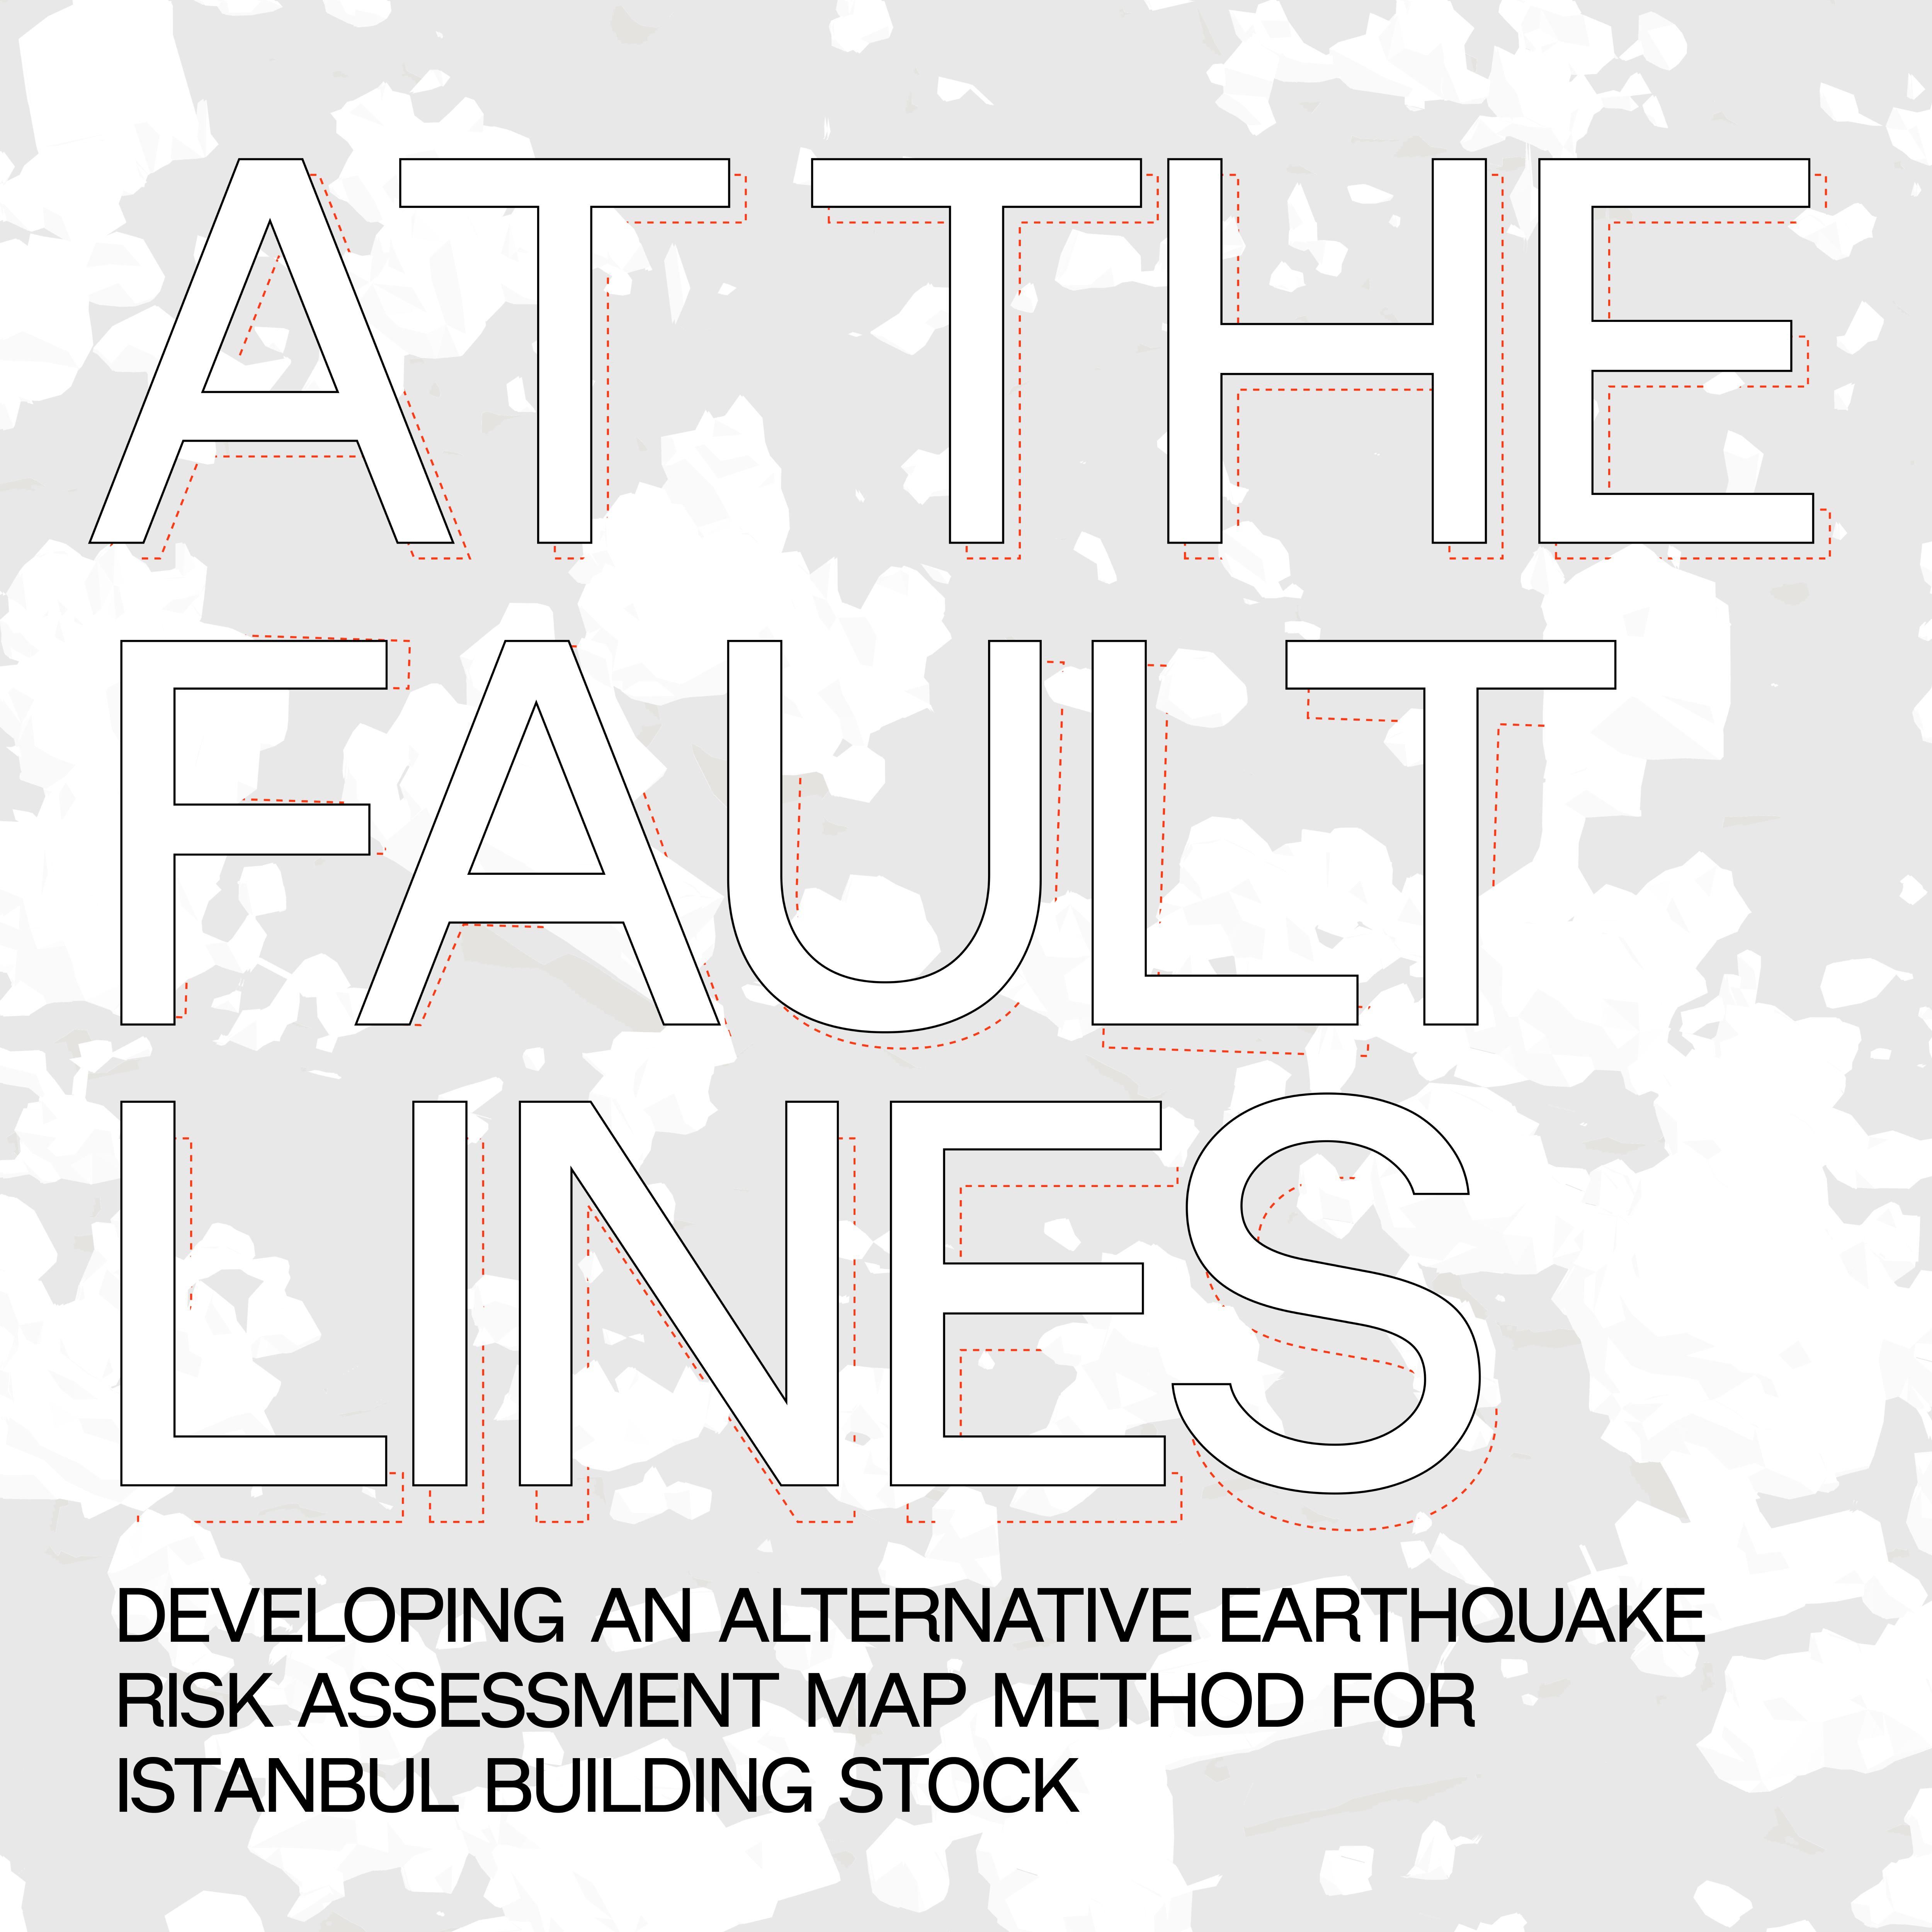 AT THE
FAULT
LINES
DEVELOPING AN ALTERNATIVE EARTHQUAKE
RISK ASSESSMENT MAP METHOD FOR
ISTANBUL BUILDING STOCK